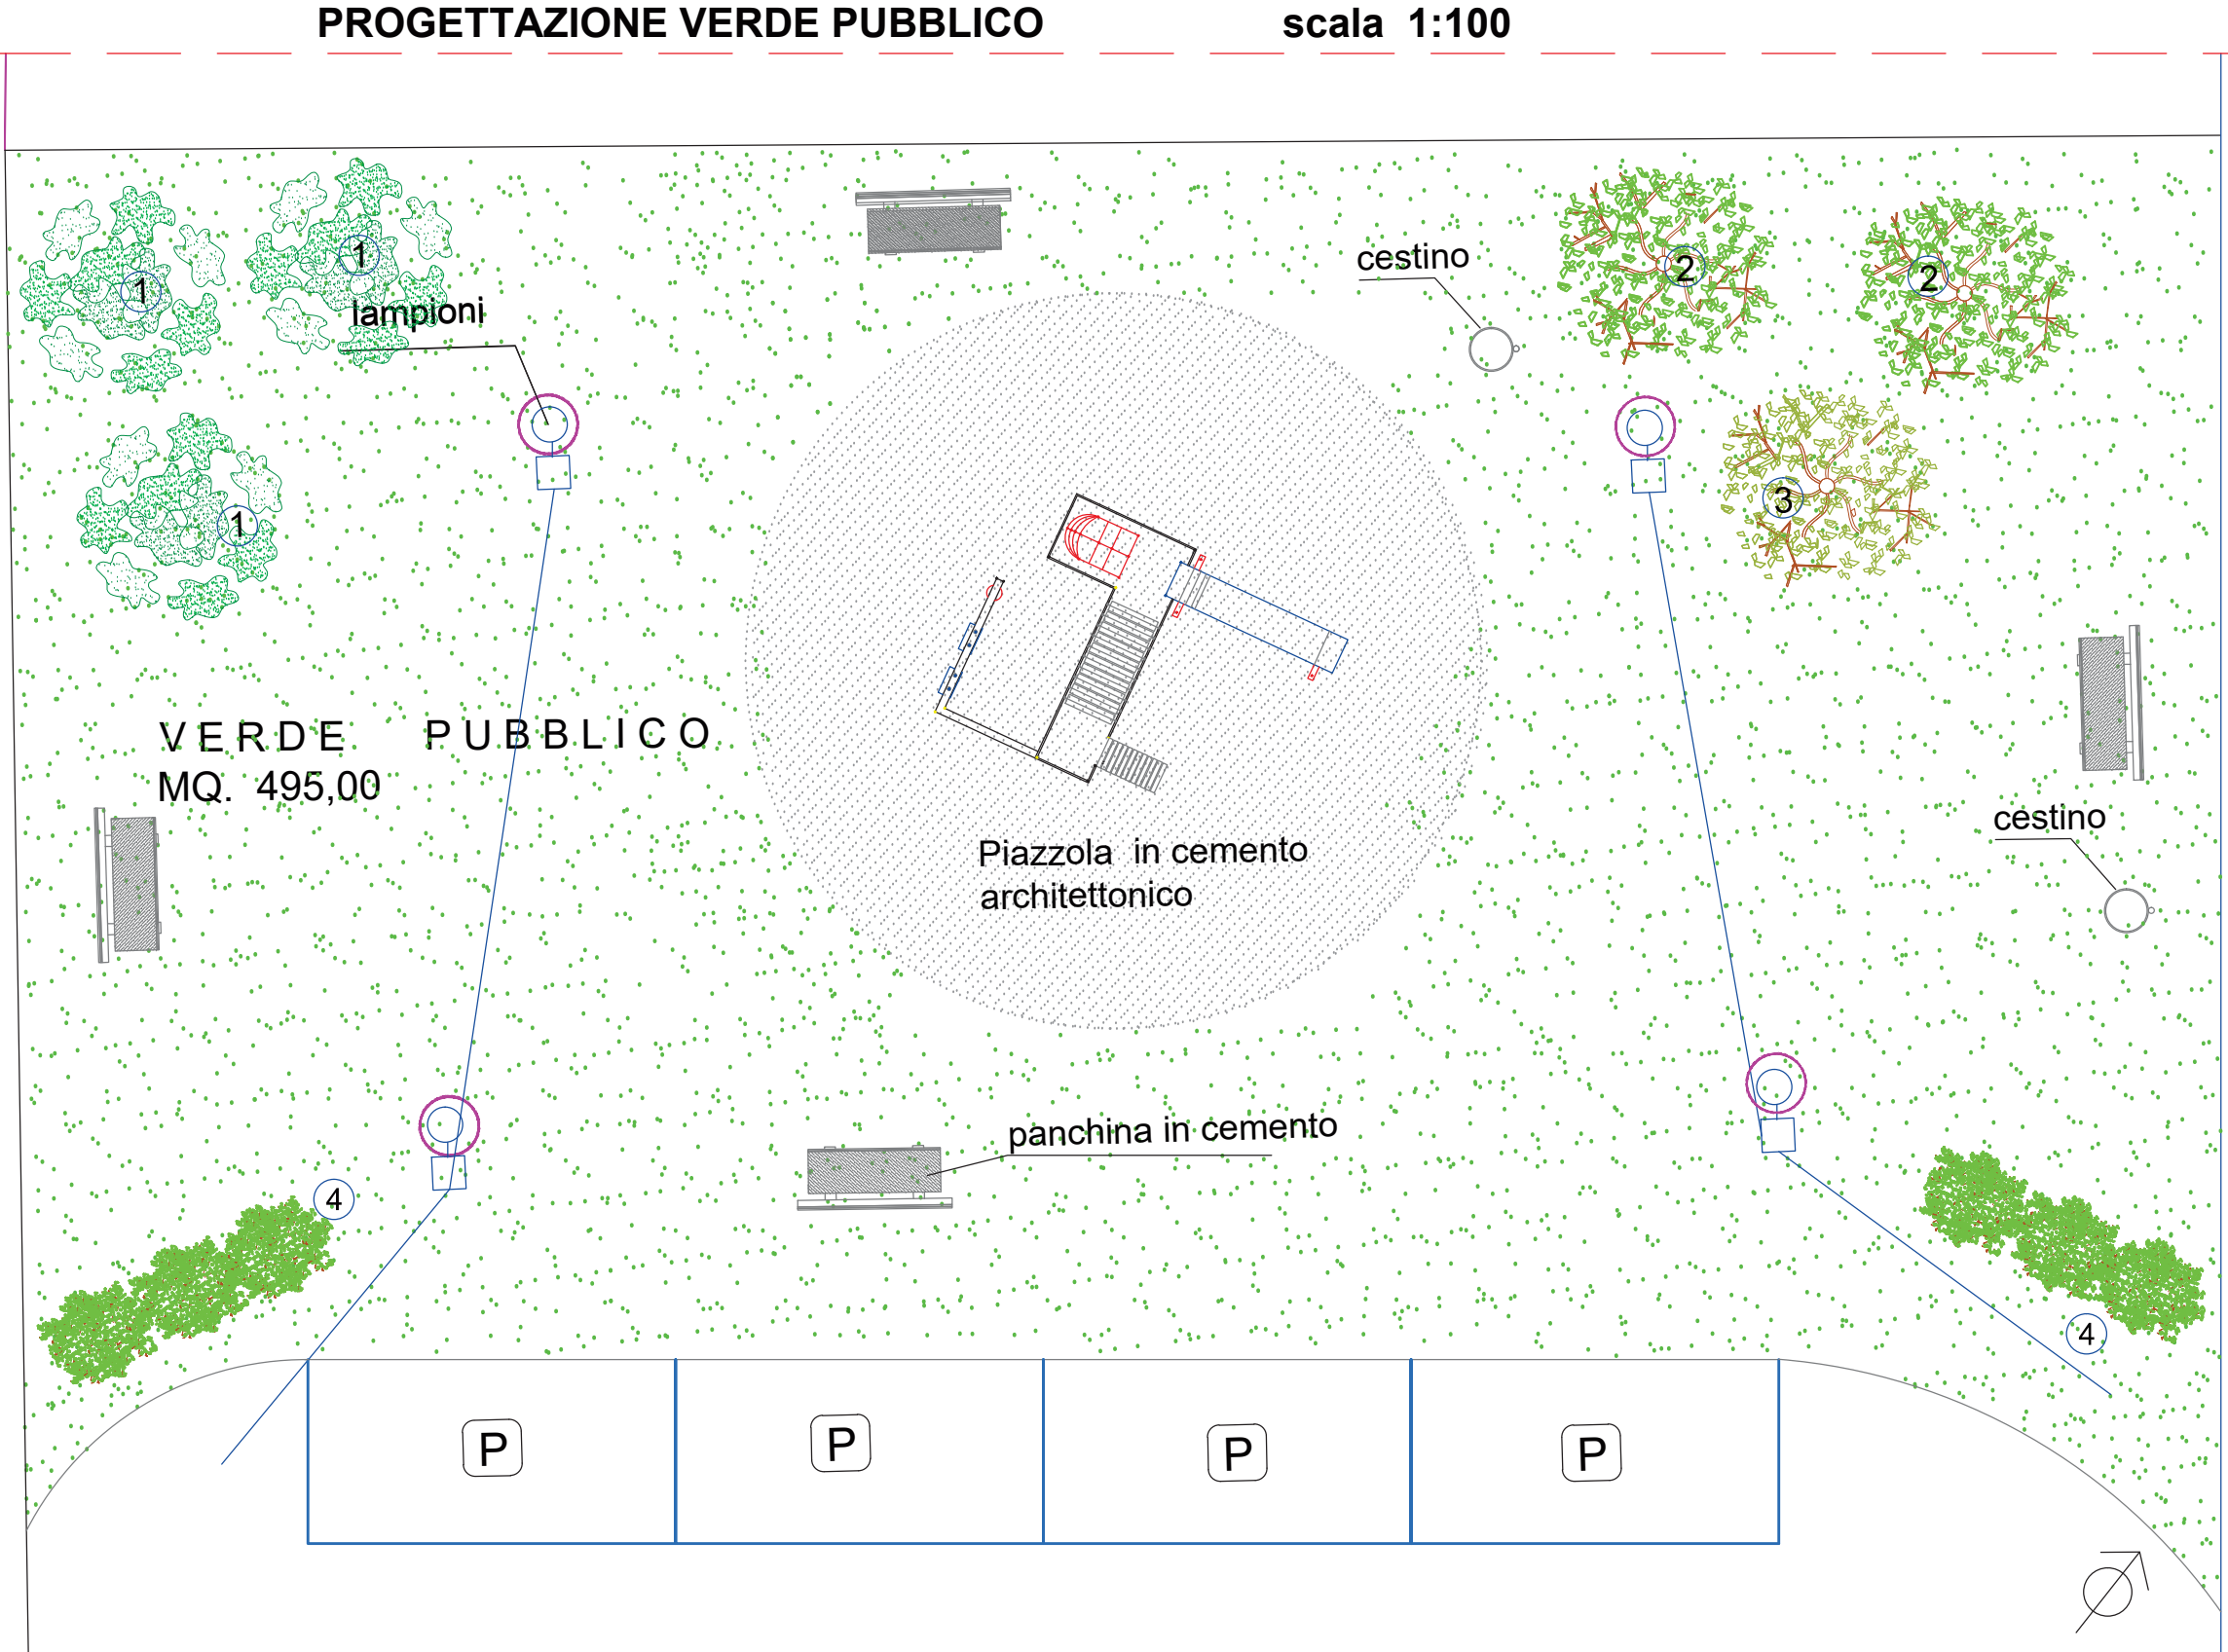 PROGETTAZIONE VERDE PUBBLICO scala 1:100
1
1
lampioni
1
cestino
2
2
3
VERDE PUBBLICO
MQ. 495,00
Piazzola in cemento
architettonico
cestino
panchina in cemento
4
4
P
P
P
P